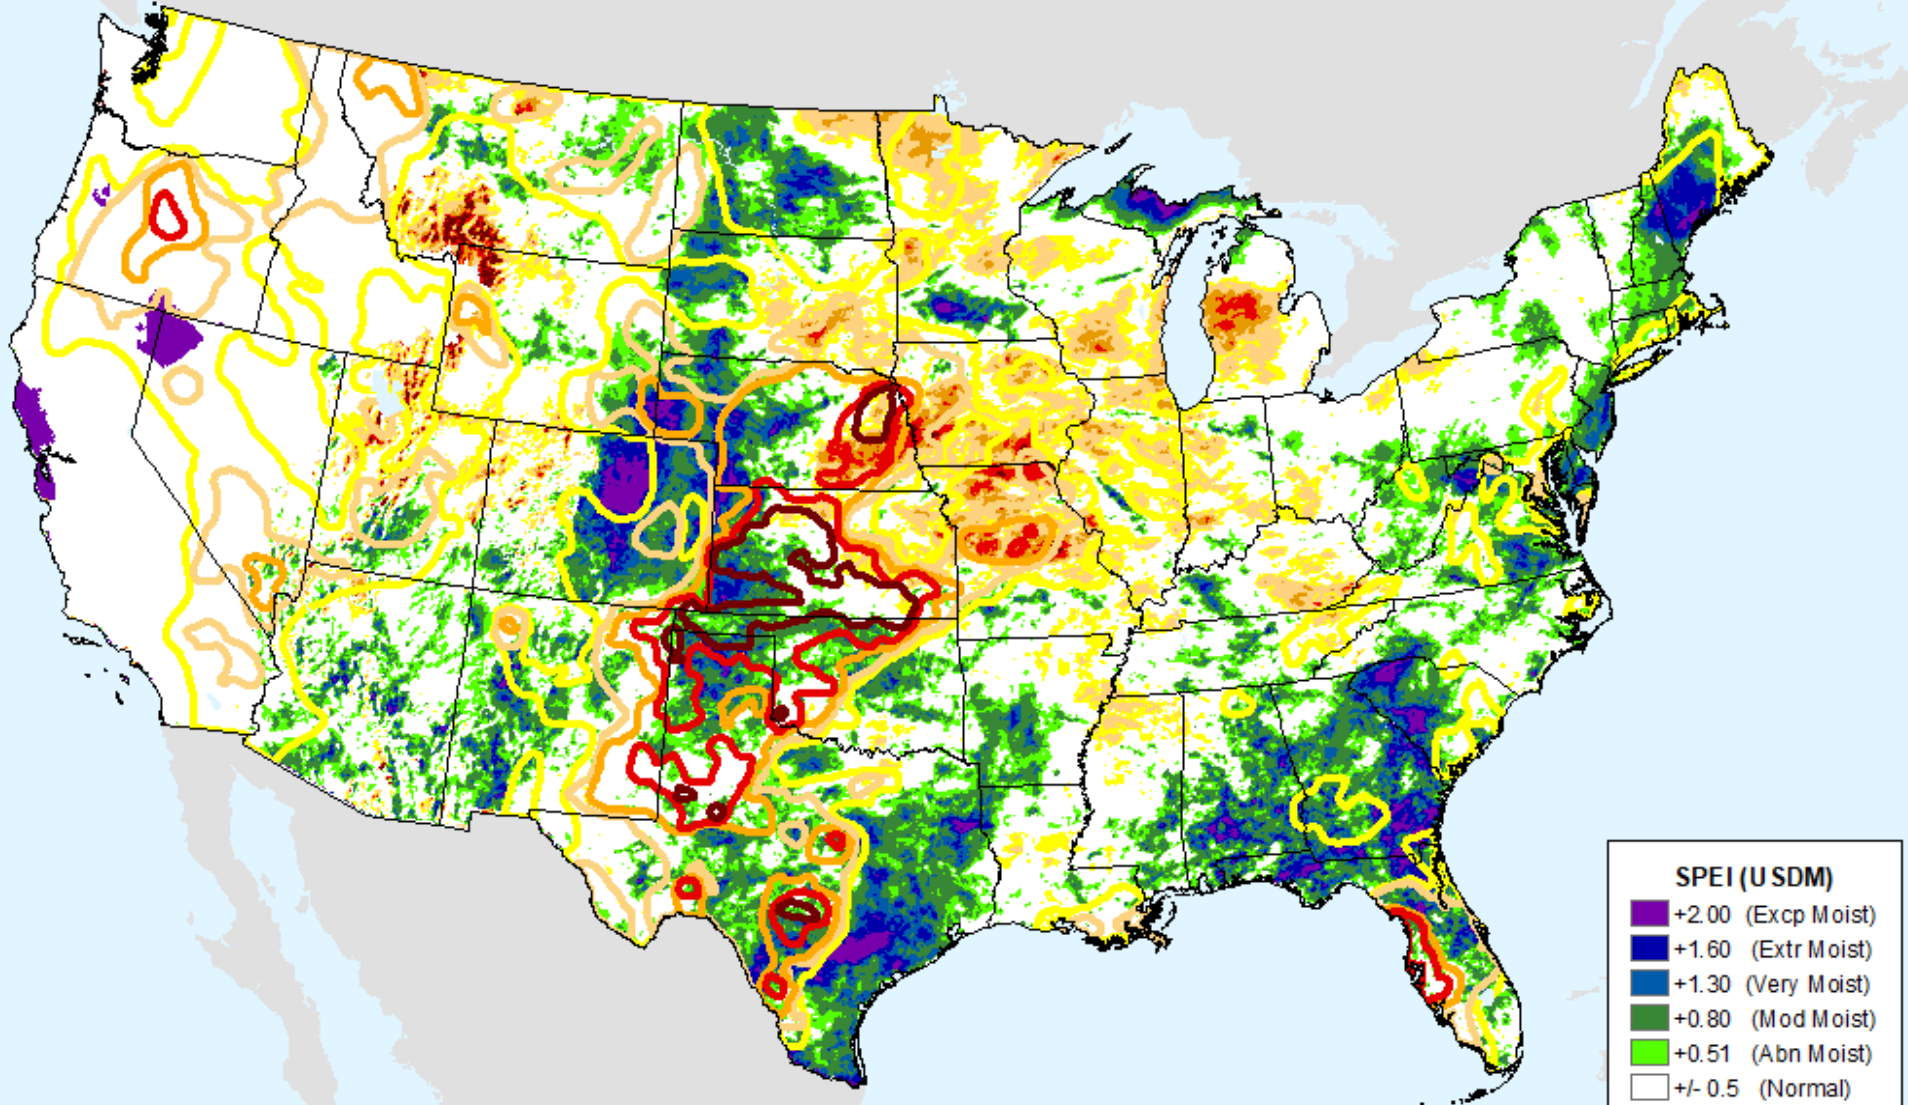 SPEI (USDM)
+2.00 (Excp Moist)
+1.60 (Extr Moist)
+1.30 (Very Moist)
+0.80 (Mod Moist)
+0.51 (Abn Moist)
+/- 0.5 (Normal)